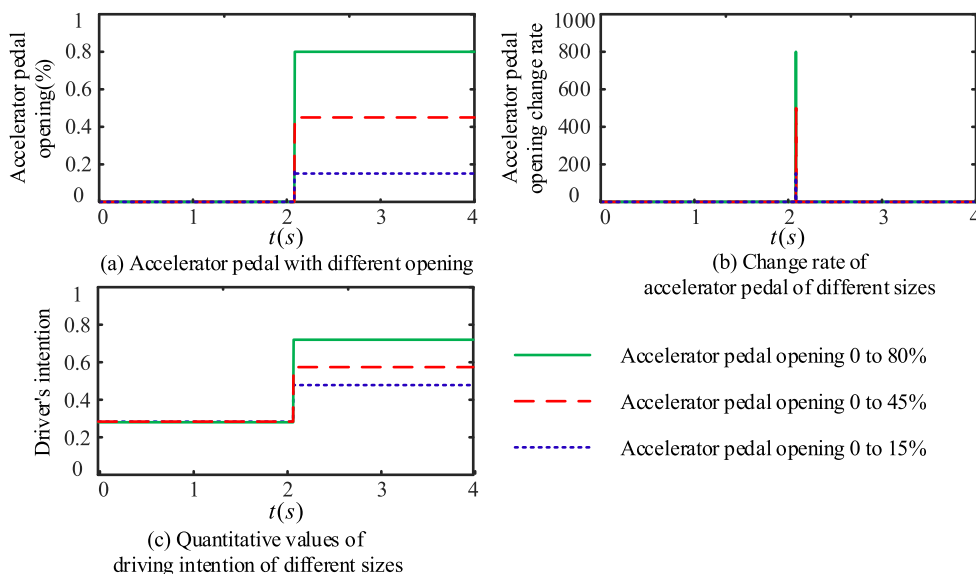 Accelerator pedal
opening(%)
1
0.8
0.4
0.2
0
0
1
2
3
4
t(s)
(a) Accelerator pedal with different opening
Accelerator pedal
opening change rate
1000
800
600
400
200
0
0
1
2
3
4
t(s)
(b) Change rate of
accelerator pedal of different sizes
Driver's intention
1
0.8
0.6
0.4
0.2
0
0
1
2
3
4
t(s)
(c) Quantitative values of
driving intention of different sizes
Accelerator pedal opening 0 to 80%
Accelerator pedal opening 0 to 45%
Accelerator pedal opening 0 to 15%